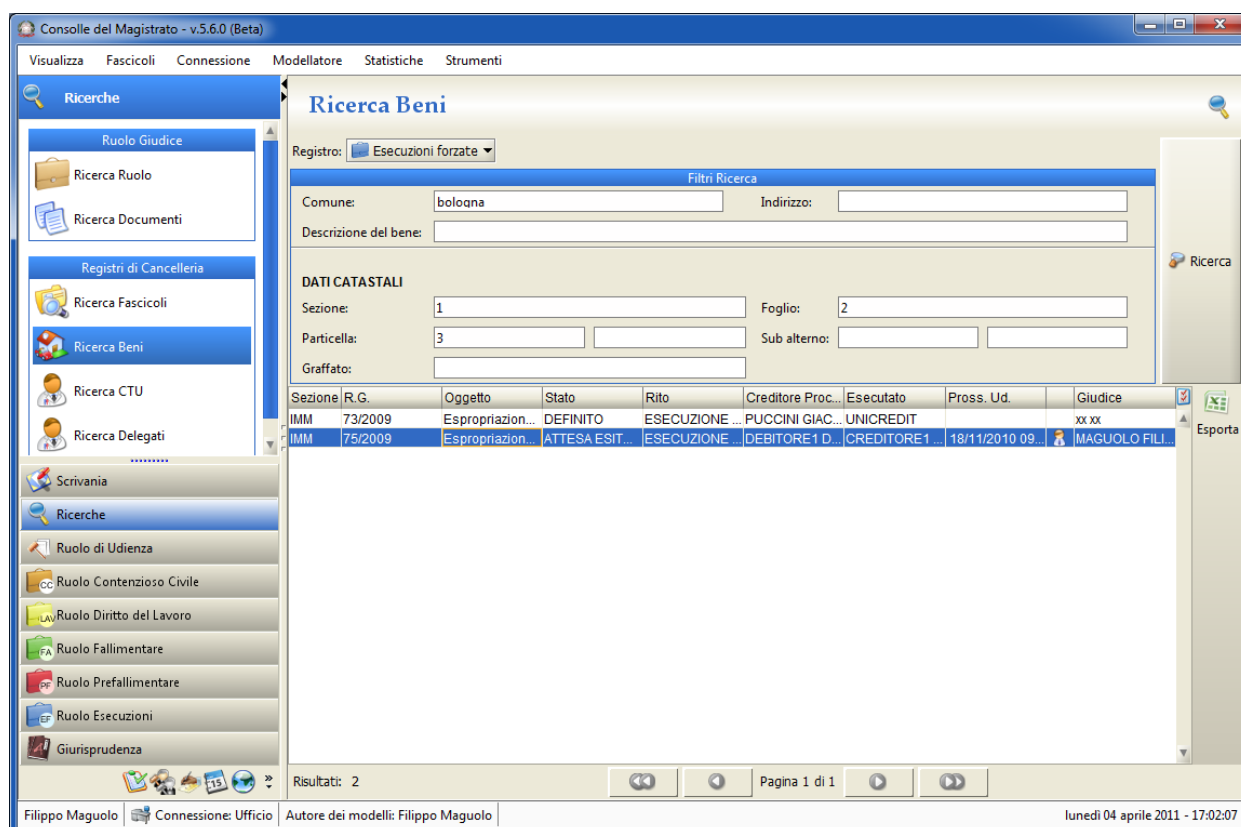 Consolle del Magistrato - v.5.6.0 (Beta)
Visualizza Fascicoli Connessione Modellatore Statistiche Strumenti
Ricerche
Ruolo Giudice
Ricerca Ruolo
Ricerca Documenti
Registri di Cancelleria
Ricerca Fascicoli
Ricerca Beni
Ricerca CTU
Ricerca Delegati
Scrivania
Ricerche
Ruolo di Udienza
CC Ruolo Contenzioso Civile
LAV Ruolo Diritto del Lavoro
FA Ruolo Fallimentare
PF Ruolo Prefallimentare
EF Ruolo Esecuzioni
Giurisprudenza
15
Ricerca Beni
Registro: Esecuzioni forzate
Filtri Ricerca
Comune: bologna Indirizzo:
Descrizione del bene:
DATI CATASTALI
Sezione: 1 Foglio: 2
Particella: 3 Sub alterno:
Graffato:
Ricerca
Sezione R.G. Oggetto Stato Rito Creditore Proc... Esecutato Pross. Ud. Giudice
IMM 73/2009 Espropriazion... DEFINITO ESECUZIONE ... PUCCINI GIAC... UNICREDIT xx xx
IMM 75/2009 Espropriazion... ATTESA ESIT... ESECUZIONE ... DEBITORE1 D... CREDITORE1 ... 18/11/2010 09... MAGUOLO FILI...
Esporta
Risultati: 2 Pagina 1 di 1
Filippo Maguolo Connessione: Ufficio Autore dei modelli: Filippo Maguolo lunedì 04 aprile 2011 - 17:02:07